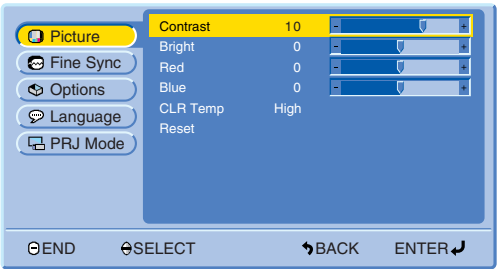 Picture
Fine Sync
Options
Language
PRJ Mode
Contrast 10 - +
Bright 0 - +
Red 0 - +
Blue 0 - +
CLR Temp High
Reset
END SELECT BACK ENTER